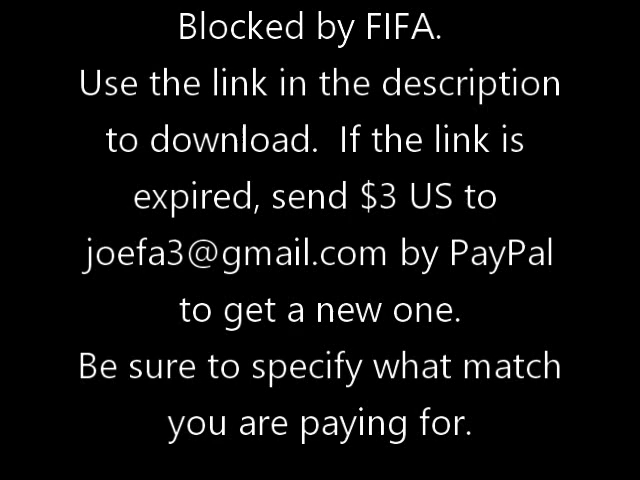 Blocked by FIFA.
Use the link in the description
to download.  If the link is
expired, send $3 US to
joefa3@gmail.com by PayPal
to get a new one.
Be sure to specify what match
you are paying for.